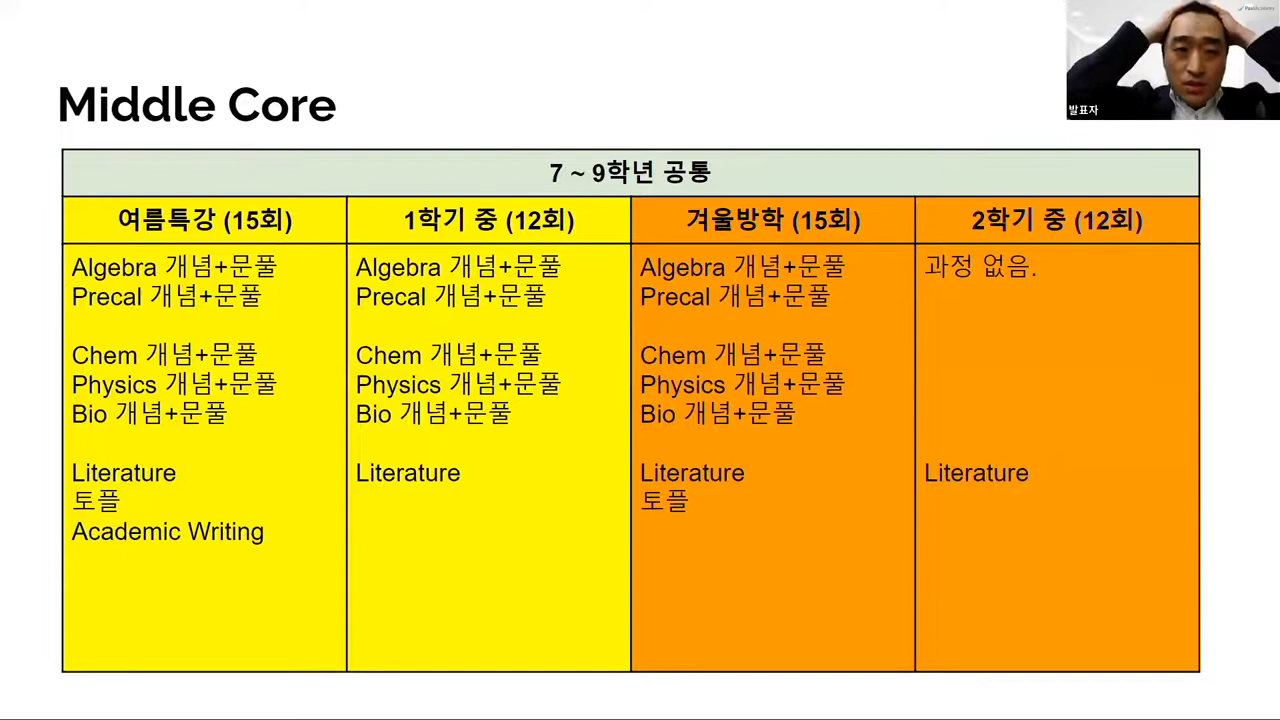 Middle Core
발표자
7 ~ 9학년 공통
여름특강 (15회)
1학기 중 (12회)
겨울방학 (15회)
2학기 중 (12회)
Algebra 개념+문풀
Precal 개념+문풀
Chem 개념+문풀
Physics 개념+문풀
Bio 개념+문풀
Literature
토플
Academic Writing
Algebra 개념+문풀
Precal 개념+문풀
Chem 개념+문풀
Physics 개념+문풀
Bio 개념+문풀
Literature
Algebra 개념+문풀
Precal 개념+문풀
Chem 개념+문풀
Physics 개념+문풀
Bio 개념+문풀
Literature
토플
과정 없음.
Literature